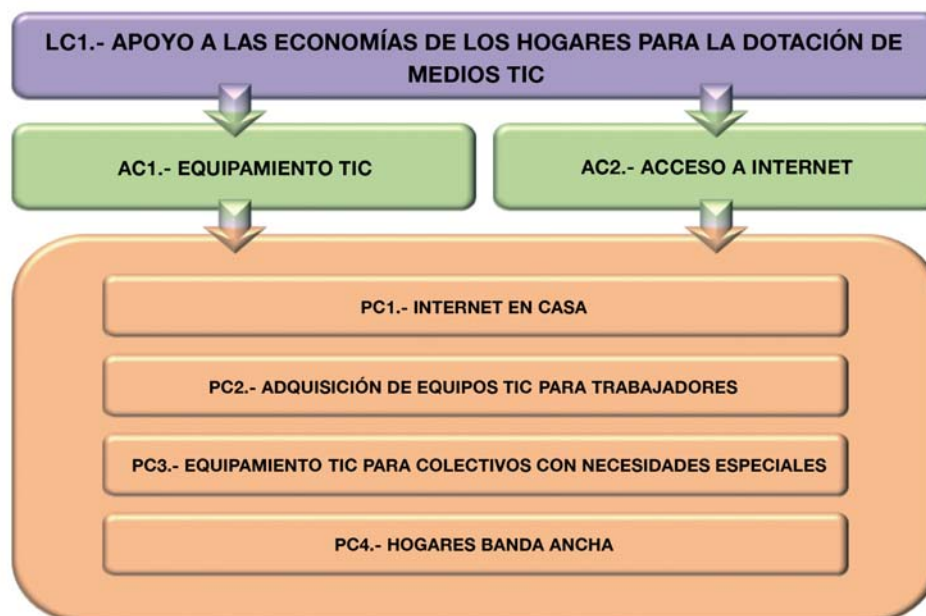 LC1.- APOYO A LAS ECONOMÍAS DE LOS HOGARES PARA LA DOTACIÓN DE
MEDIOS TIC
AC1.- EQUIPAMIENTO TIC
AC2.- ACCESO A INTERNET
PC1.- INTERNET EN CASA
PC2.- ADQUISICIÓN DE EQUIPOS TIC PARA TRABAJADORES
PC3.- EQUIPAMIENTO TIC PARA COLECTIVOS CON NECESIDADES ESPECIALES
PC4.- HOGARES BANDA ANCHA